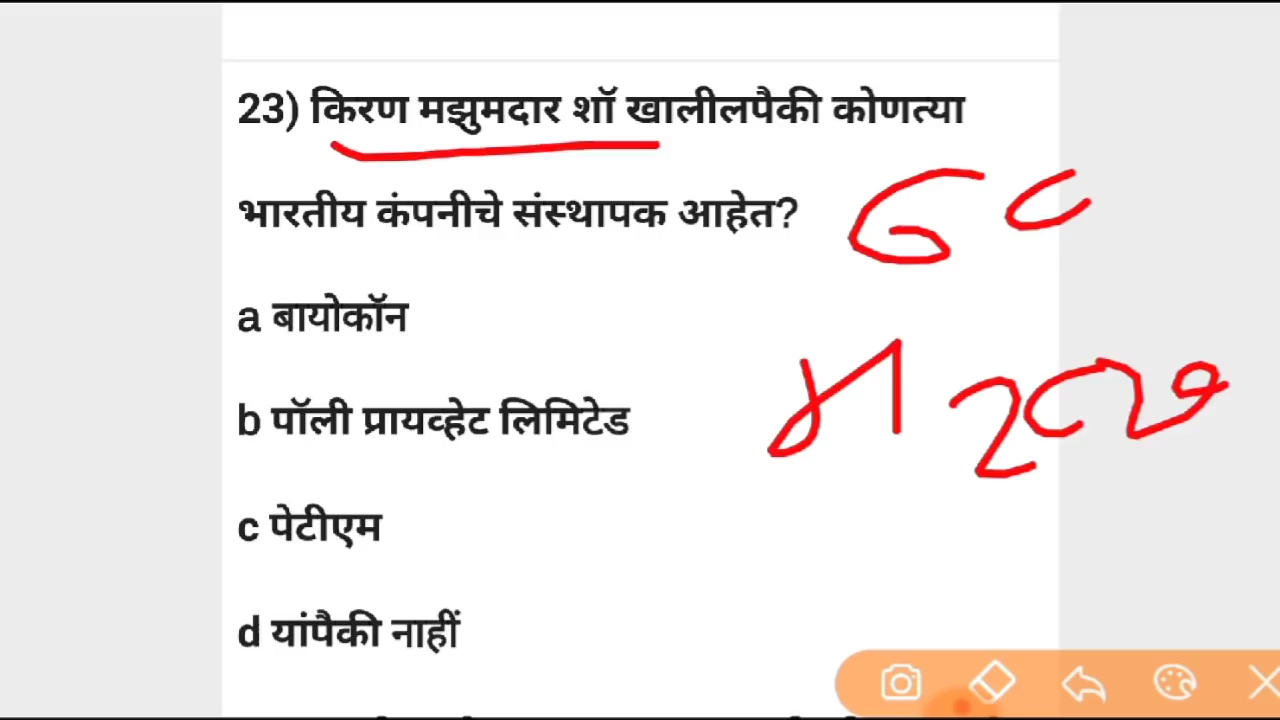 23) किरण मझुमदार शॉ खालीलपैकी कोणत्या
भारतीय कंपनीचे संस्थापक आहेत?
a बायोकॉन
b पॉली प्रायव्हेट लिमिटेड
c पेटीएम
d यांपैकी नाहीं